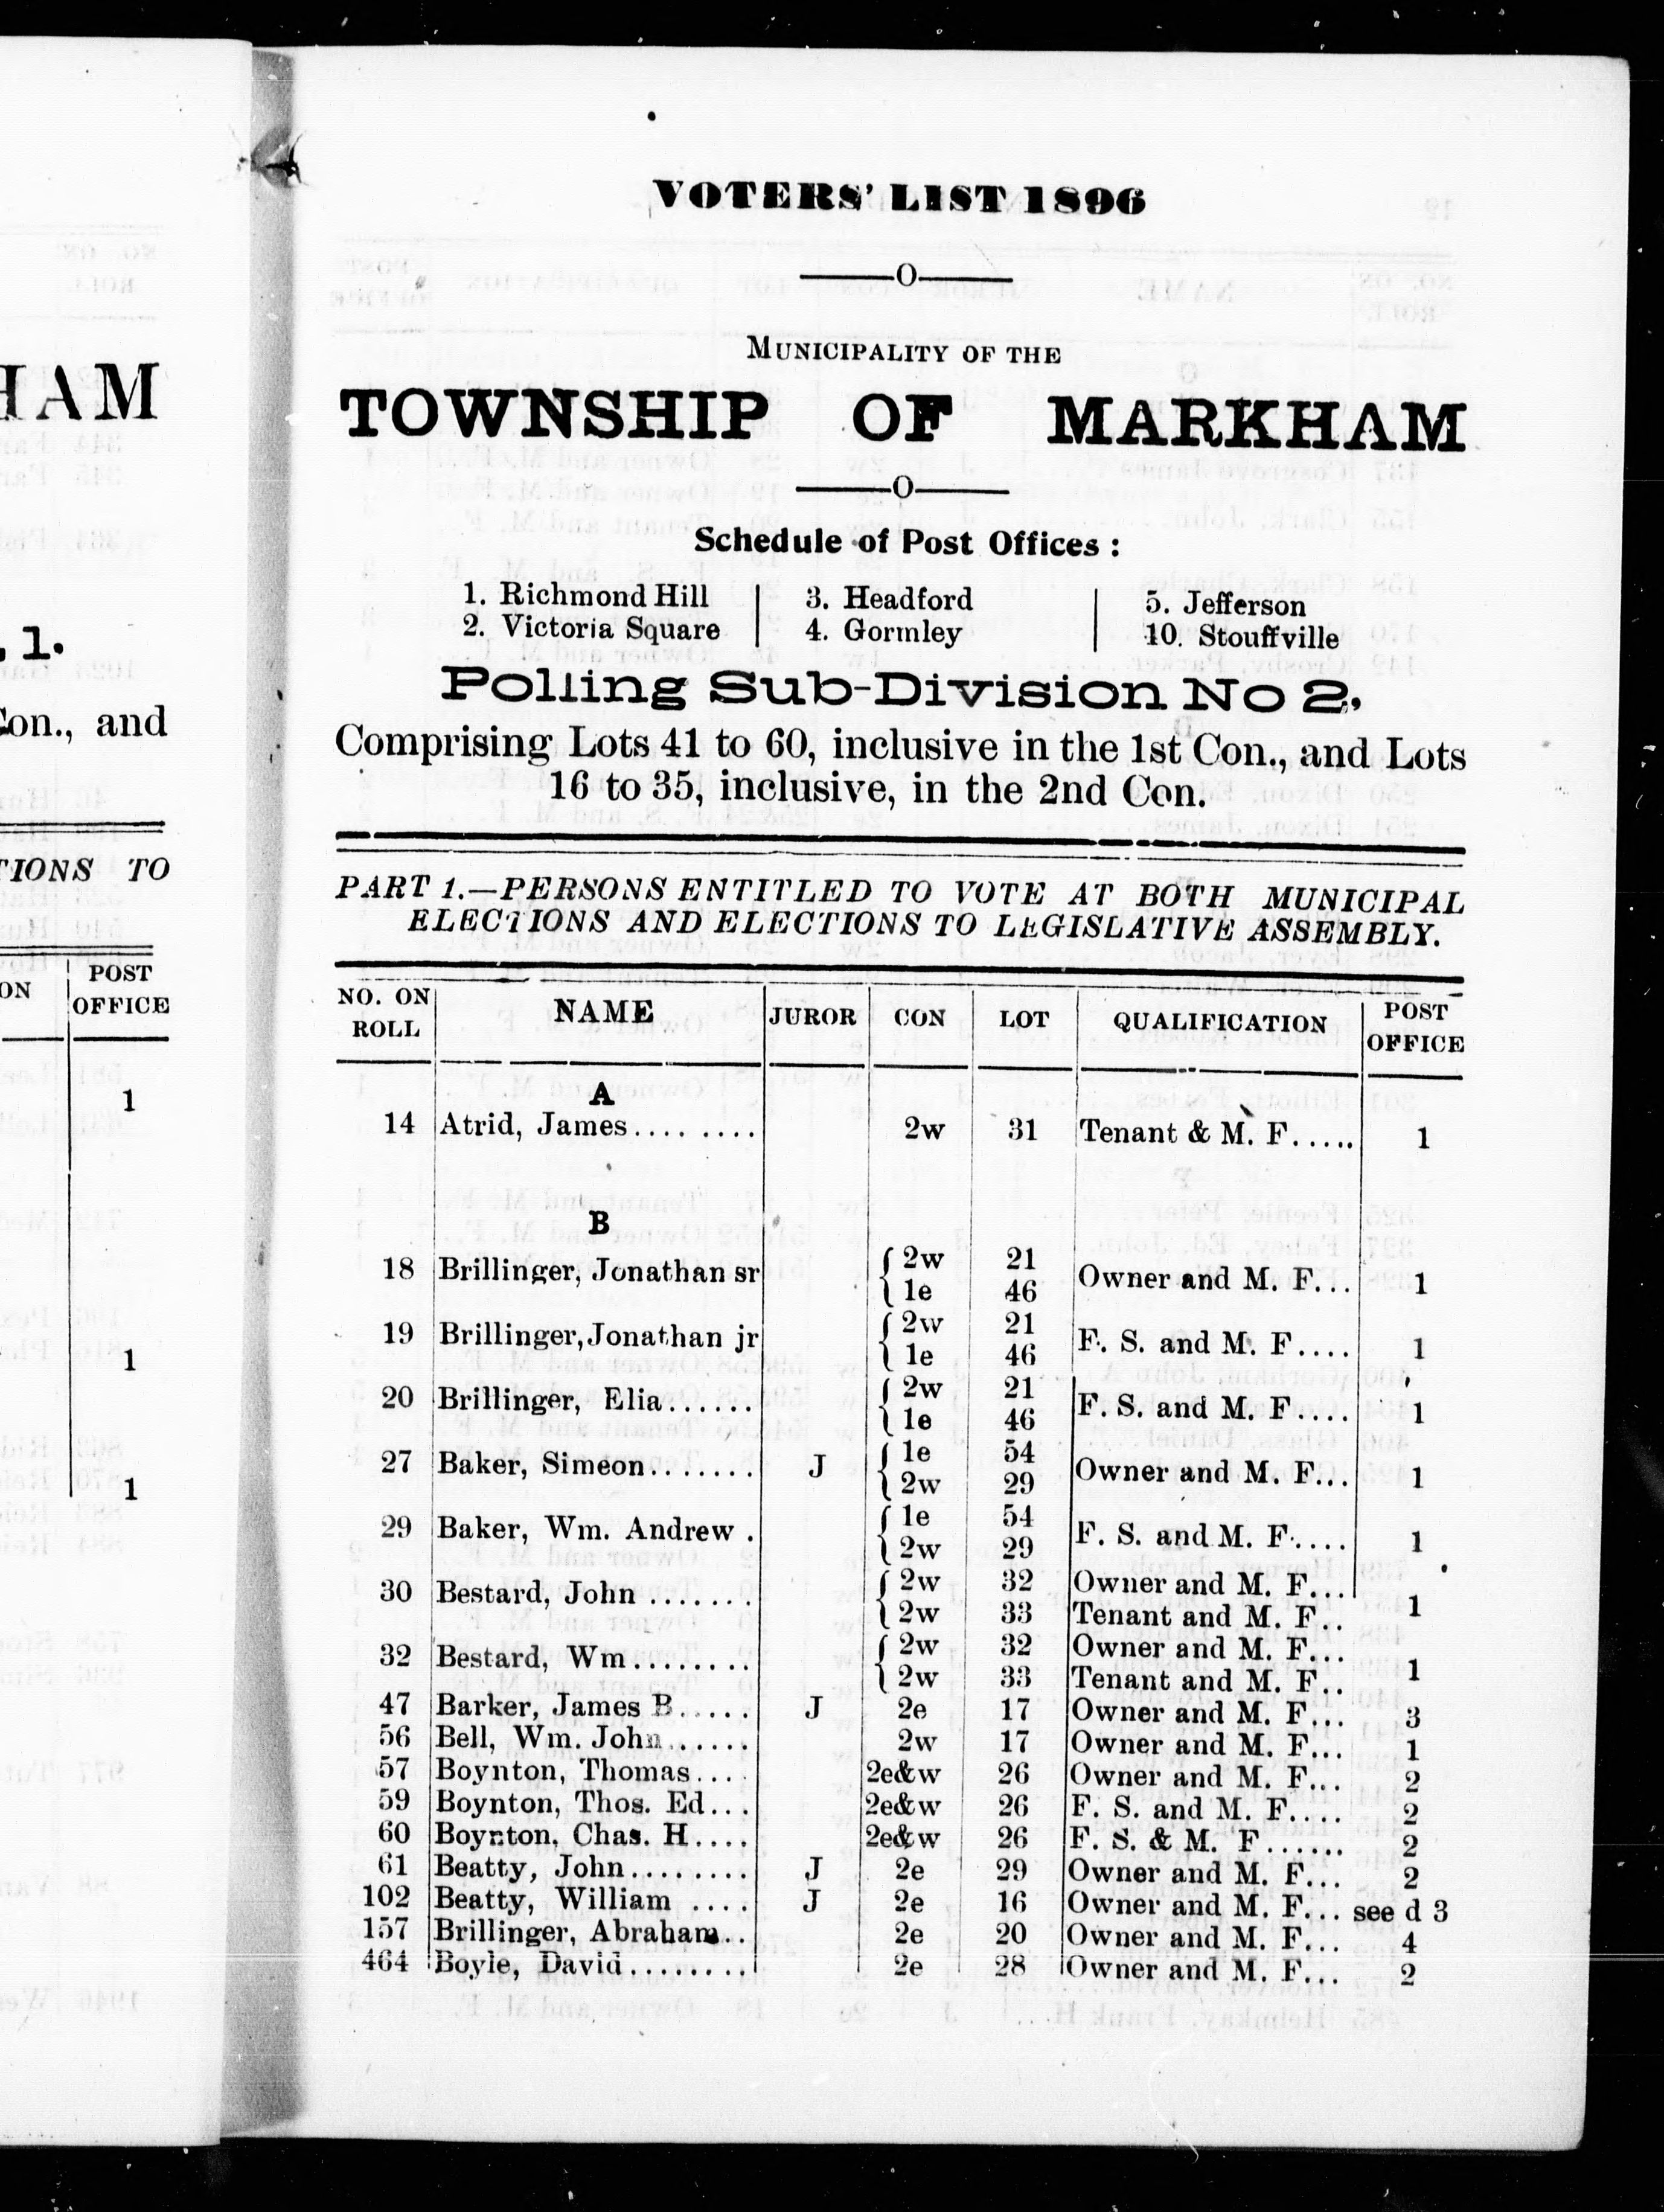 HAM
, 1.
Con., and
TIONS TO
ON
POST
OFFICE
1
1
1
VOTERS' LIST 1896
O
MUNICIPALITY OF THE
TOWNSHIP OF MARKHAM
O
Schedule of Post Offices :
1. Richmond Hill 3. Headford 5. Jefferson
2. Victoria Square 4. Gormley 10. Stouffville
Polling Sub-Division No 2,
Comprising Lots 41 to 60, inclusive in the 1st Con., and Lots
16 to 35, inclusive, in the 2nd Con.
PART 1.—PERSONS ENTITLED TO VOTE AT BOTH MUNICIPAL
ELECTIONS AND ELECTIONS TO LEGISLATIVE ASSEMBLY.
NO. ON ROLL NAME JUROR CON LOT QUALIFICATION POST OFFICE
A
14 Atrid, James......... 2w 31 Tenant & M. F..... 1
B
18 Brillinger, Jonathan sr { 2w 21 Owner and M. F... 1
{ 1e 46
19 Brillinger, Jonathan jr { 2w 21 F. S. and M. F.... 1
{ 1e 46
20 Brillinger, Elia...... { 2w 21 F. S. and M. F.... 1
{ 1e 46
27 Baker, Simeon....... J { 1e 54 Owner and M. F... 1
{ 2w 29
29 Baker, Wm. Andrew . { 1e 54 F. S. and M. F.... 1
{ 2w 29
30 Bestard, John ....... { 2w 32 Owner and M. F... 1
{ 2w 33 Tenant and M. F..
32 Bestard, Wm........ { 2w 32 Owner and M. F... 1
{ 2w 33 Tenant and M. F..
47 Barker, James B..... J 2e 17 Owner and M. F... 3
56 Bell, Wm. John...... 2w 17 Owner and M. F... 1
57 Boynton, Thomas.... 2e&w 26 Owner and M. F... 2
59 Boynton, Thos. Ed... 2e&w 26 F. S. and M. F.... 2
60 Boynton, Chas. H.... 2e&w 26 F. S. & M. F...... 2
61 Beatty, John......... J 2e 29 Owner and M. F... 2
102 Beatty, William .... J 2e 16 Owner and M. F... see d 3
157 Brillinger, Abraham.. 2e 20 Owner and M. F... 4
464 Boyle, David........ 2e 28 Owner and M. F... 2